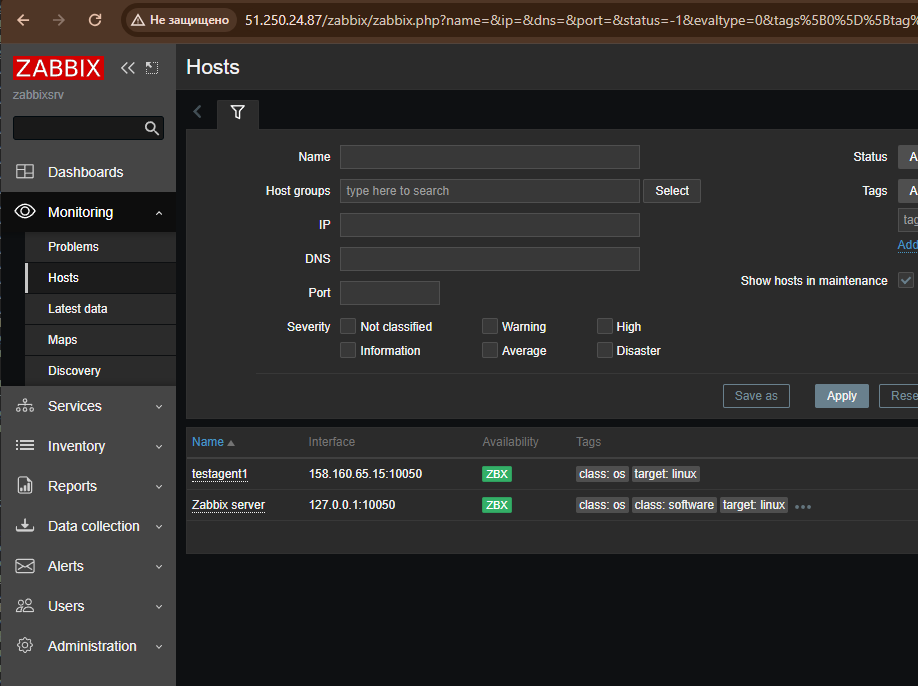 Не защищено 51.250.24.87/zabbix/zabbix.php?name=&ip=&dns=&port=&status=-1&evaltype=0&tags%5B0%5D%5Btag%
ZABBIX
zabbixsrv
Dashboards
Monitoring
Problems
Hosts
Latest data
Maps
Discovery
Services
Inventory
Reports
Data collection
Alerts
Users
Administration
Hosts
Name
Status A
Host groups type here to search Select
Tags A
IP
tag
DNS
Add
Port
Show hosts in maintenance
Severity Not classified Warning High
Information Average Disaster
Save as Apply Rese
Name Interface Availability Tags
testagent1 158.160.65.15:10050 ZBX class: os target: linux
Zabbix server 127.0.0.1:10050 ZBX class: os class: software target: linux •••